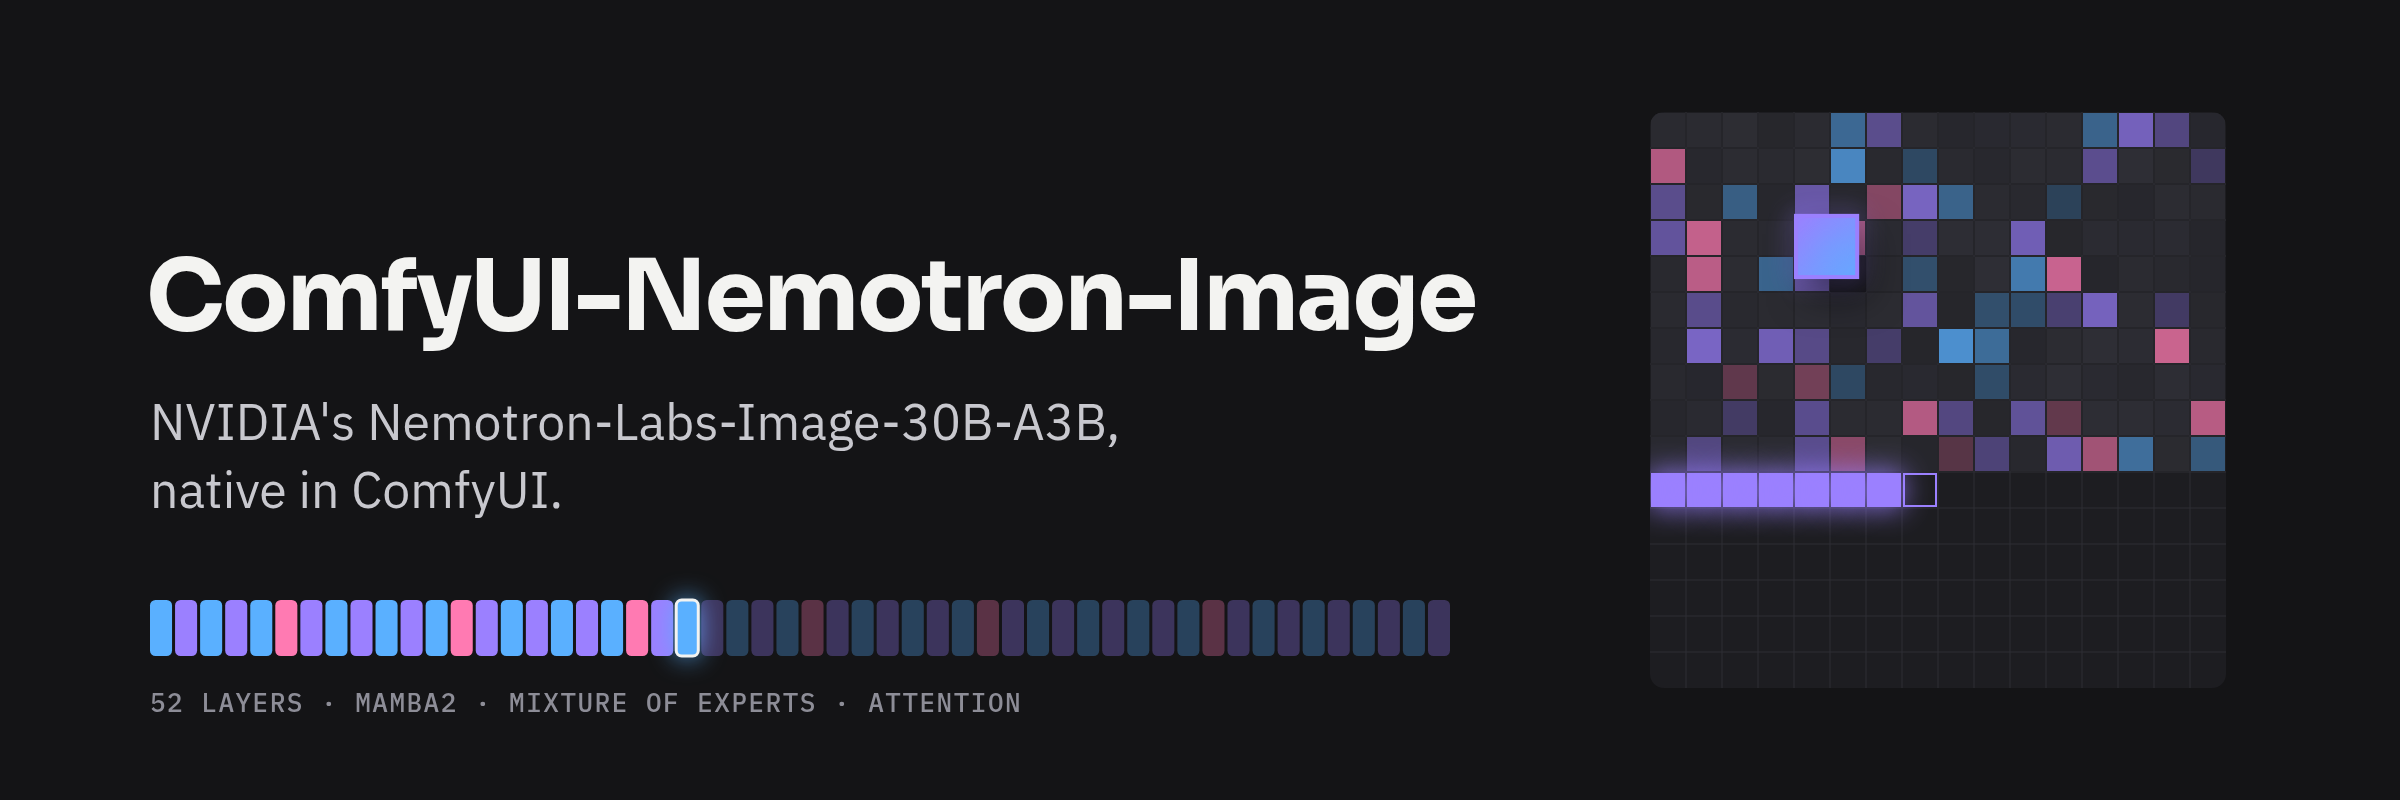 ComfyUI-Nemotron-Image
NVIDIA's Nemotron-Labs-Image-30B-A3B,
native in ComfyUI.
52 LAYERS · MAMBA2 · MIXTURE OF EXPERTS · ATTENTION